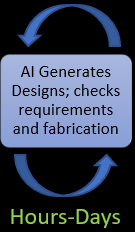 AI Generates
Designs; checks
requirements
and fabrication
Hours-Days